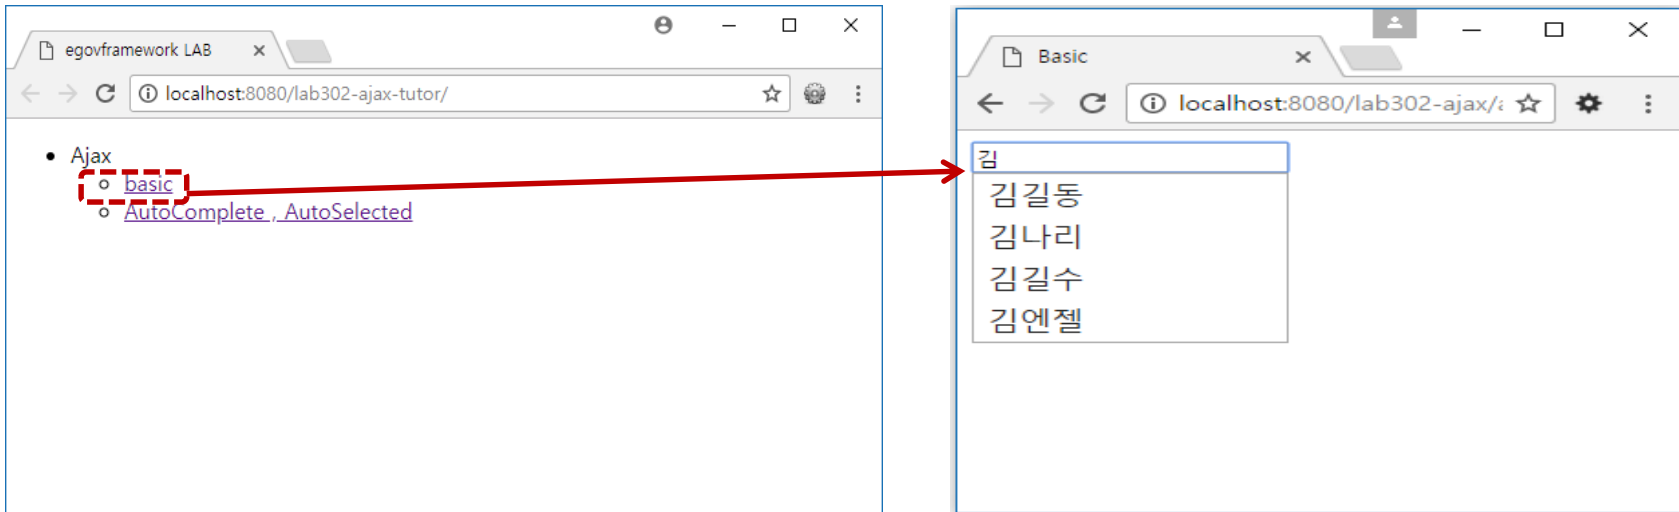 egovframework LAB
localhost:8080/lab302-ajax-tutor/
Ajax
basic
AutoComplete , AutoSelected
Basic
localhost:8080/lab302-ajax/a
김
김길동
김나리
김길수
김엔젤